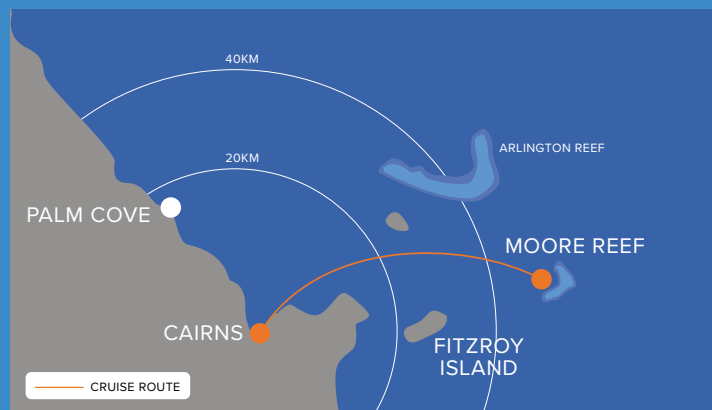 40KM
20KM
ARLINGTON REEF
PALM COVE
MOORE REEF
CAIRNS
FITZROY
ISLAND
CRUISE ROUTE